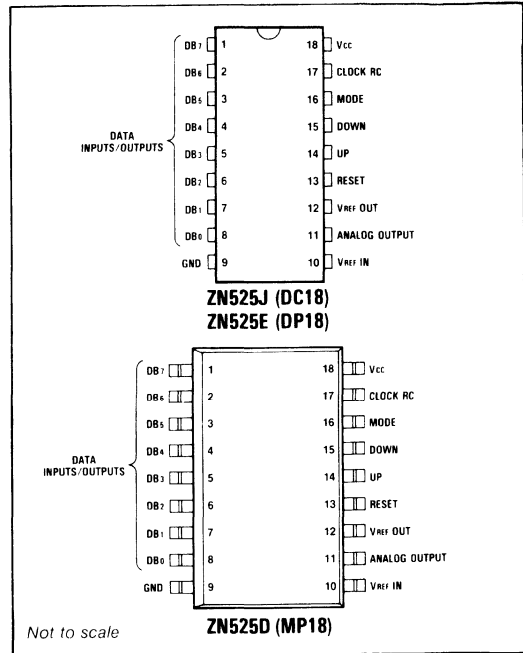 DB7 1 18 VCC
DB6 2 17 CLOCK RC
DB5 3 16 MODE
DB4 4 15 DOWN
DATA
INPUTS/OUTPUTS
DB3 5 14 UP
DB2 6 13 RESET
DB1 7 12 VREF OUT
DB0 8 11 ANALOG OUTPUT
GND 9 10 VREF IN
ZN525J (DC18)
ZN525E (DP18)
DB7 1 18 VCC
DB6 2 17 CLOCK RC
DB5 3 16 MODE
DB4 4 15 DOWN
DATA
INPUTS/OUTPUTS
DB3 5 14 UP
DB2 6 13 RESET
DB1 7 12 VREF OUT
DB0 8 11 ANALOG OUTPUT
GND 9 10 VREF IN
Not to scale
ZN525D (MP18)